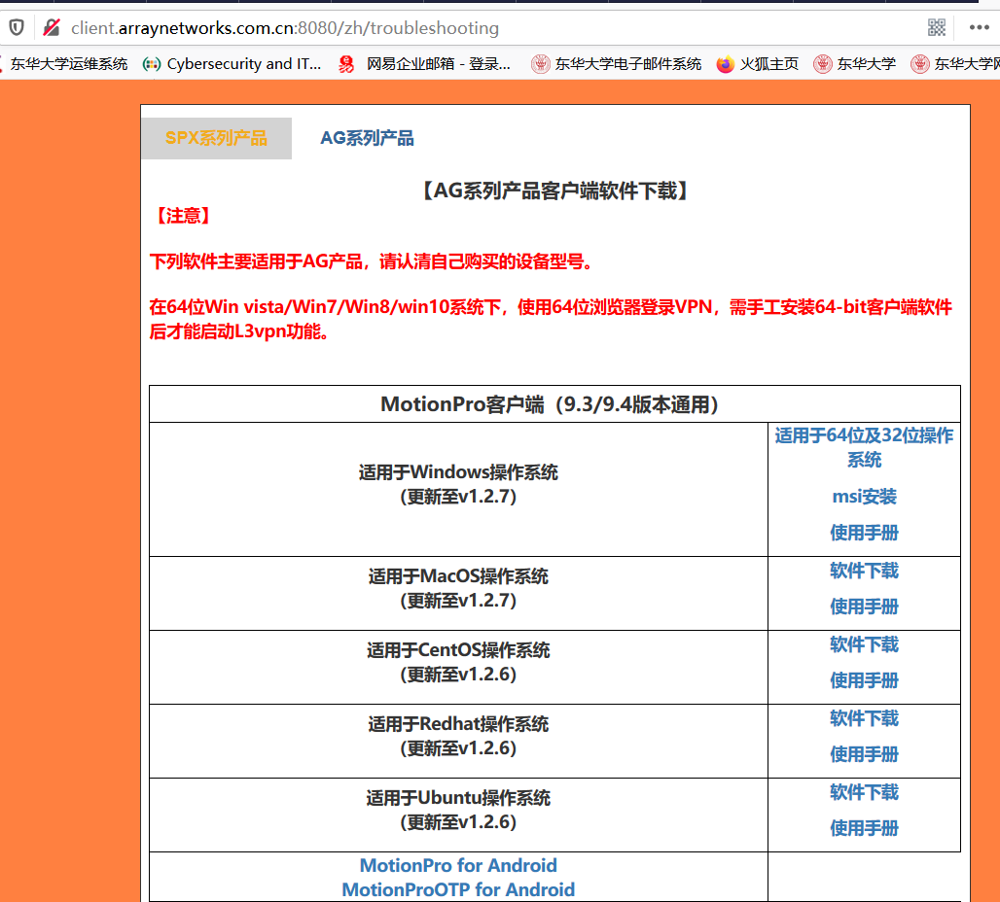 client.arraynetworks.com.cn:8080/zh/troubleshooting
东华大学运维系统 Cybersecurity and IT... 网易企业邮箱 - 登录... 东华大学电子邮件系统 火狐主页 东华大学 东华大学网
SPX系列产品 AG系列产品
【AG系列产品客户端软件下载】
【注意】
下列软件主要适用于AG产品，请认清自己购买的设备型号。
在64位Win vista/Win7/Win8/win10系统下，使用64位浏览器登录VPN，需手工安装64-bit客户端软件
后才能启动L3vpn功能。
MotionPro客户端（9.3/9.4版本通用）
适用于Windows操作系统
（更新至v1.2.7）
适用于64位及32位操作
系统
msi安装
使用手册
适用于MacOS操作系统
（更新至v1.2.7）
软件下载
使用手册
适用于CentOS操作系统
（更新至v1.2.6）
软件下载
使用手册
适用于Redhat操作系统
（更新至v1.2.6）
软件下载
使用手册
适用于Ubuntu操作系统
（更新至v1.2.6）
软件下载
使用手册
MotionPro for Android
MotionProOTP for Android